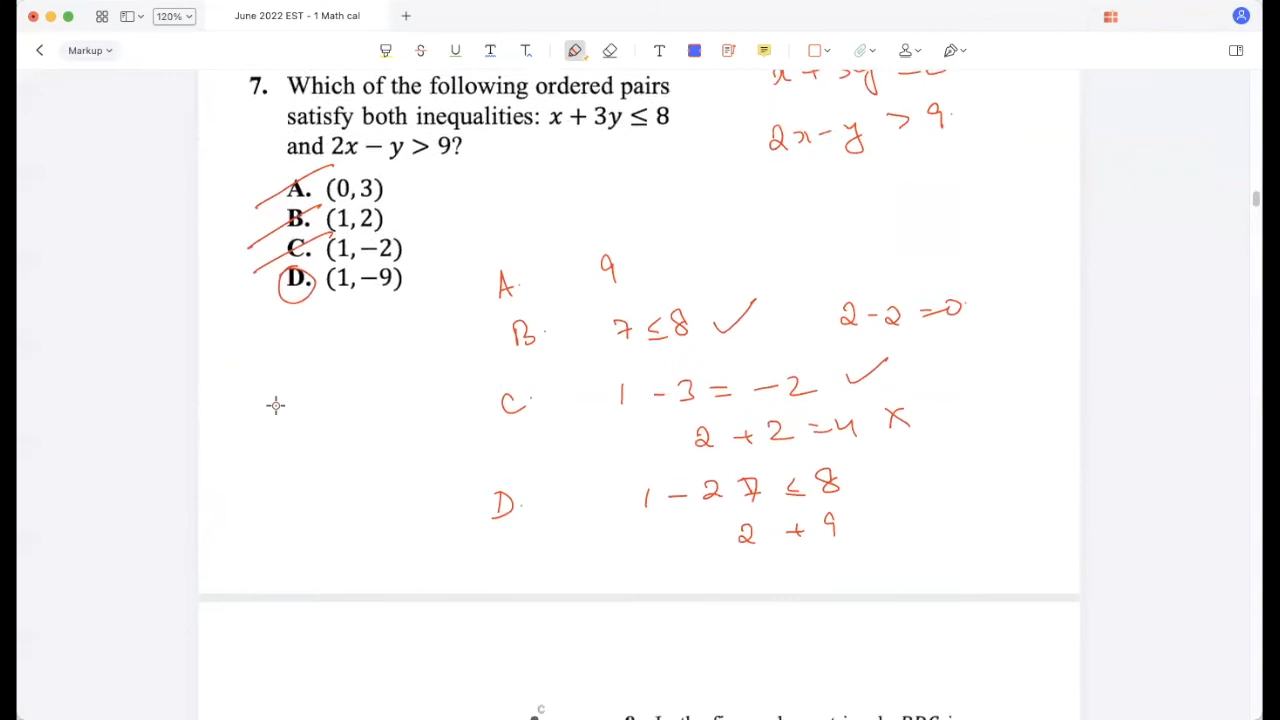 June 2022 EST - 1 Math cal
120%
Markup
7. Which of the following ordered pairs
satisfy both inequalities: x + 3y ≤ 8
and 2x − y > 9?
A. (0, 3)
B. (1, 2)
C. (1, −2)
D. (1, −9)
2x - y > 9
A. 9
B. 7 ≤ 8 ✓ 2 - 2 = 0
C. 1 - 3 = -2 ✓
2 + 2 = 4 X
D. 1 - 27 ≤ 8
2 + 9
C